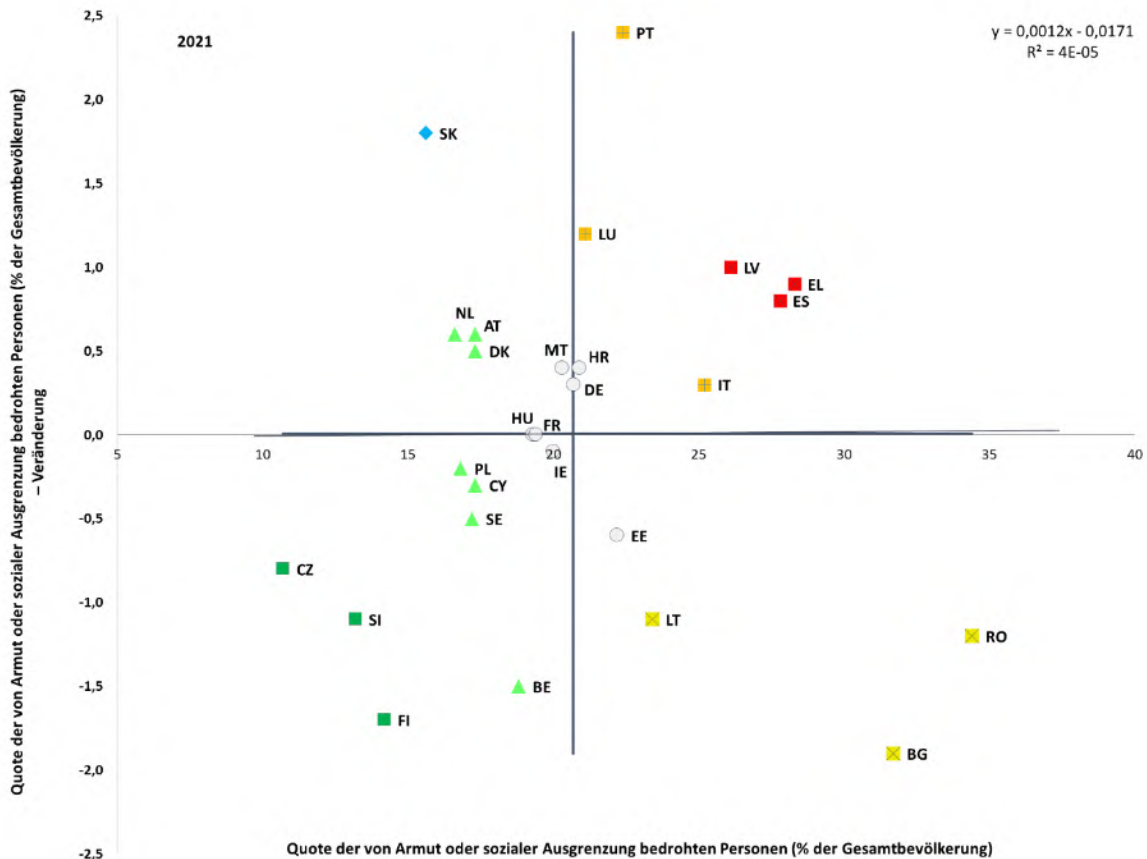 2,5
PT
2021
y = 0,0012x - 0,0171
R² = 4E-05
2,0
SK
1,5
LU
1,0
LV
EL
ES
NL
AT
DK
0,5
MT
HR
DE
IT
HU
FR
0,0
5
10
15
20
25
30
35
40
IE
PL
CY
SE
-0,5
EE
CZ
-1,0
SI
LT
RO
BE
-1,5
FI
BG
-2,0
-2,5
Quote der von Armut oder sozialer Ausgrenzung bedrohten Personen (% der Gesamtbevölkerung)
– Veränderung
Quote der von Armut oder sozialer Ausgrenzung bedrohten Personen (% der Gesamtbevölkerung)